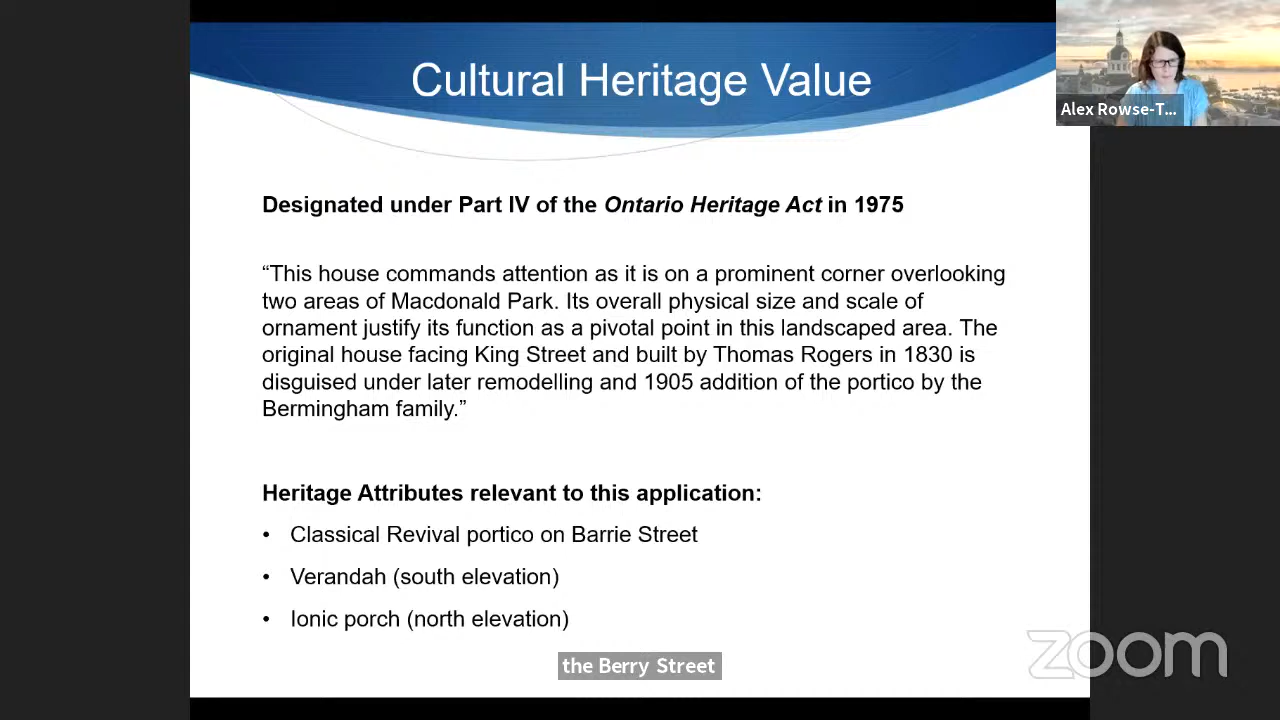 Cultural Heritage Value
Alex Rowse-T...
Designated under Part IV of the Ontario Heritage Act in 1975
“This house commands attention as it is on a prominent corner overlooking
two areas of Macdonald Park. Its overall physical size and scale of
ornament justify its function as a pivotal point in this landscaped area. The
original house facing King Street and built by Thomas Rogers in 1830 is
disguised under later remodelling and 1905 addition of the portico by the
Bermingham family.”
Heritage Attributes relevant to this application:
• Classical Revival portico on Barrie Street
• Verandah (south elevation)
• Ionic porch (north elevation)
the Berry Street
zoom